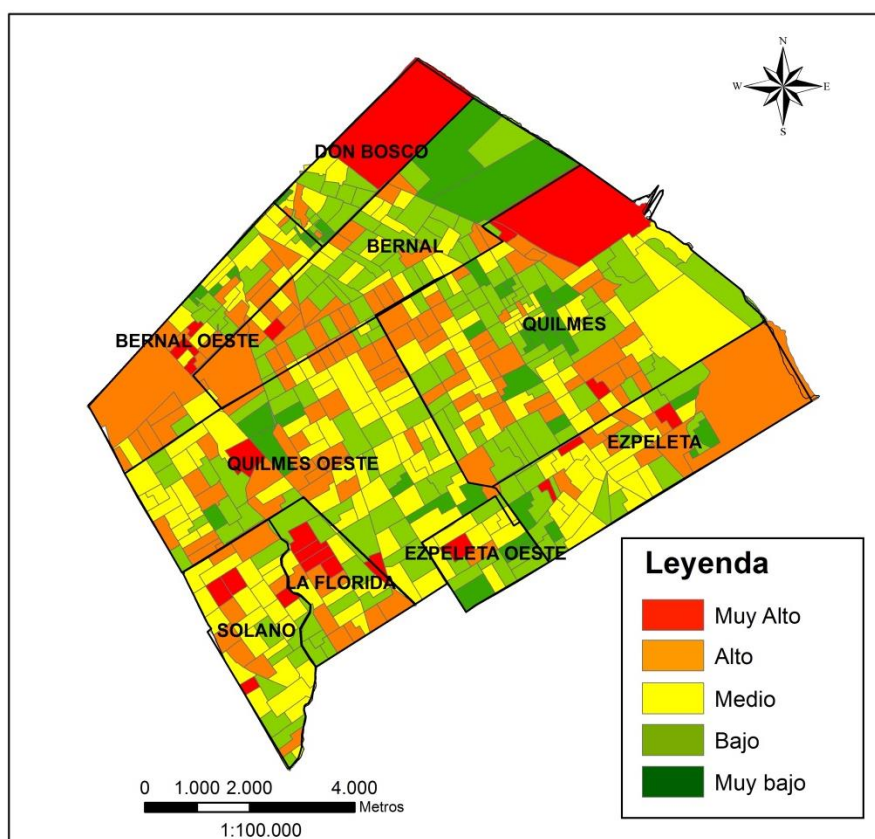 N
W E
S
DON BOSCO
BERNAL
QUILMES
BERNAL OESTE
EZPELETA
QUILMES OESTE
EZPELETA OESTE
LA FLORIDA
SOLANO
Leyenda
Muy Alto
Alto
Medio
Bajo
Muy bajo
0 1.000 2.000 4.000
Metros
1:100.000